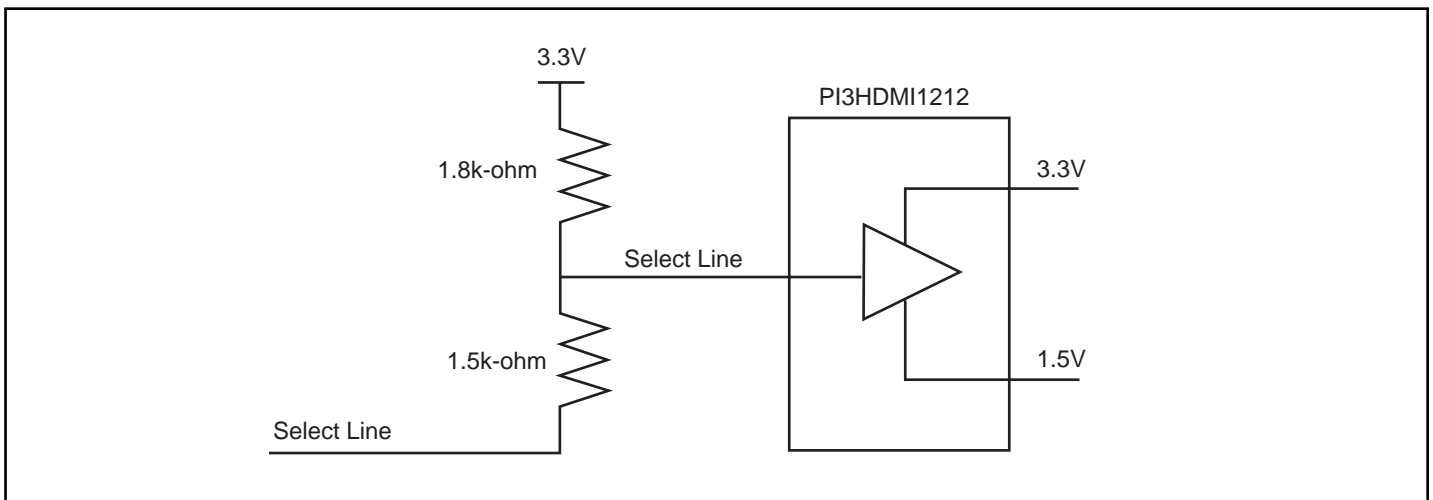 3.3V
PI3HDMI1212
1.8k-ohm
3.3V
Select Line
1.5k-ohm
1.5V
Select Line